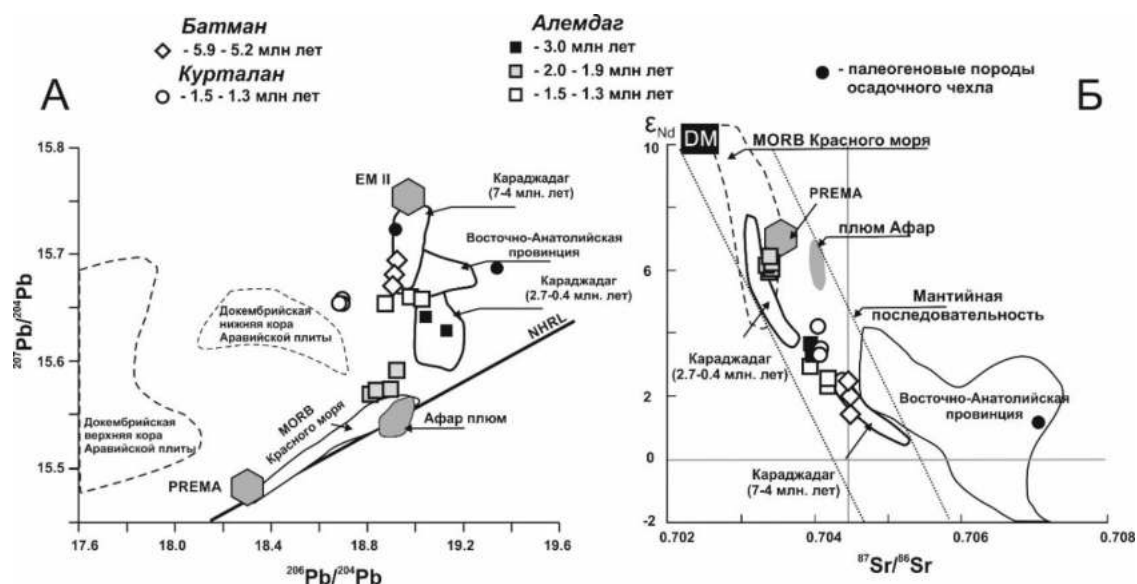 Батман
- 5.9 - 5.2 млн лет
Курталан
- 1.5 - 1.3 млн лет
Алемдаг
- 3.0 млн лет
- 2.0 - 1.9 млн лет
- 1.5 - 1.3 млн лет
- палеогеновые породы
осадочного чехла
А
15.8
15.7
15.6
15.5
²⁰⁷Pb/²⁰⁴Pb
EM II
Караджадаг
(7-4 млн. лет)
Восточно-Анатолийская
провинция
Караджадаг
(2.7-0.4 млн. лет)
NHRL
Докембрийская
нижняя кора
Аравийской плиты
Докембрийская
верхняя кора
Аравийской плиты
MORB
Красного моря
Афар плюм
PREMA
17.6
18.0
18.4
18.8
19.2
19.6
²⁰⁶Pb/²⁰⁴Pb
Б
εNd
10
6
2
0
-2
DM
MORB Красного моря
PREMA
плюм Афар
Мантийная
последовательность
Караджадаг
(2.7-0.4 млн. лет)
Восточно-Анатолийская
провинция
Караджадаг
(7-4 млн. лет)
0.702
0.704
0.706
0.708
⁸⁷Sr/⁸⁶Sr